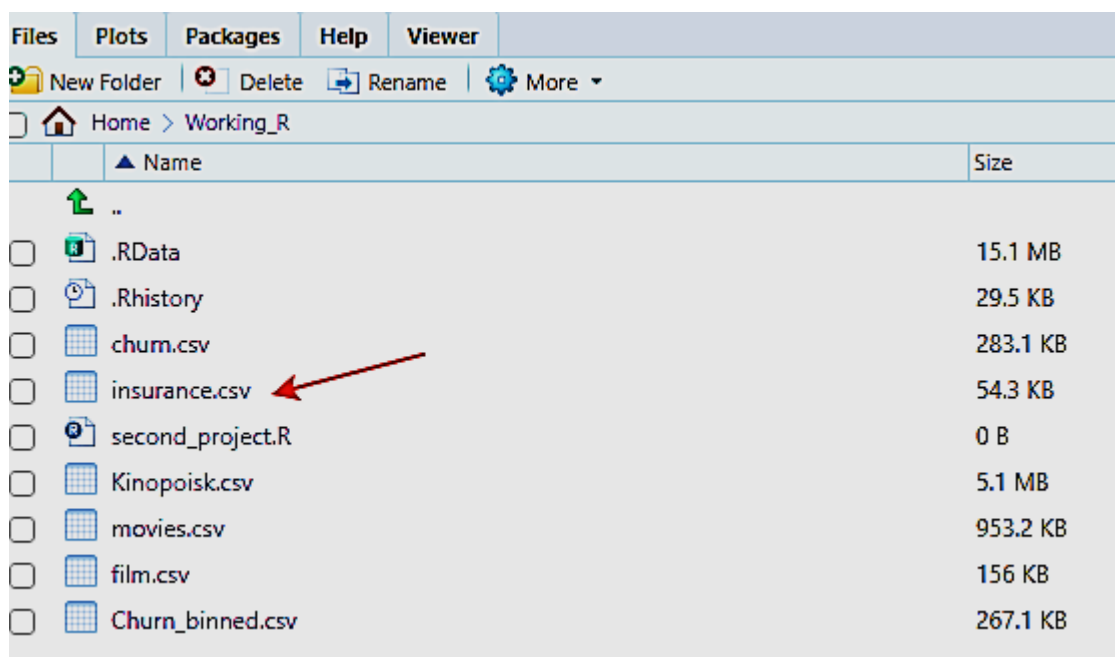 Files Plots Packages Help Viewer
New Folder Delete Rename More
Home > Working_R
Name Size
..
.RData 15.1 MB
.Rhistory 29.5 KB
churn.csv 283.1 KB
insurance.csv 54.3 KB
second_project.R 0 B
Kinopoisk.csv 5.1 MB
movies.csv 953.2 KB
film.csv 156 KB
Churn_binned.csv 267.1 KB